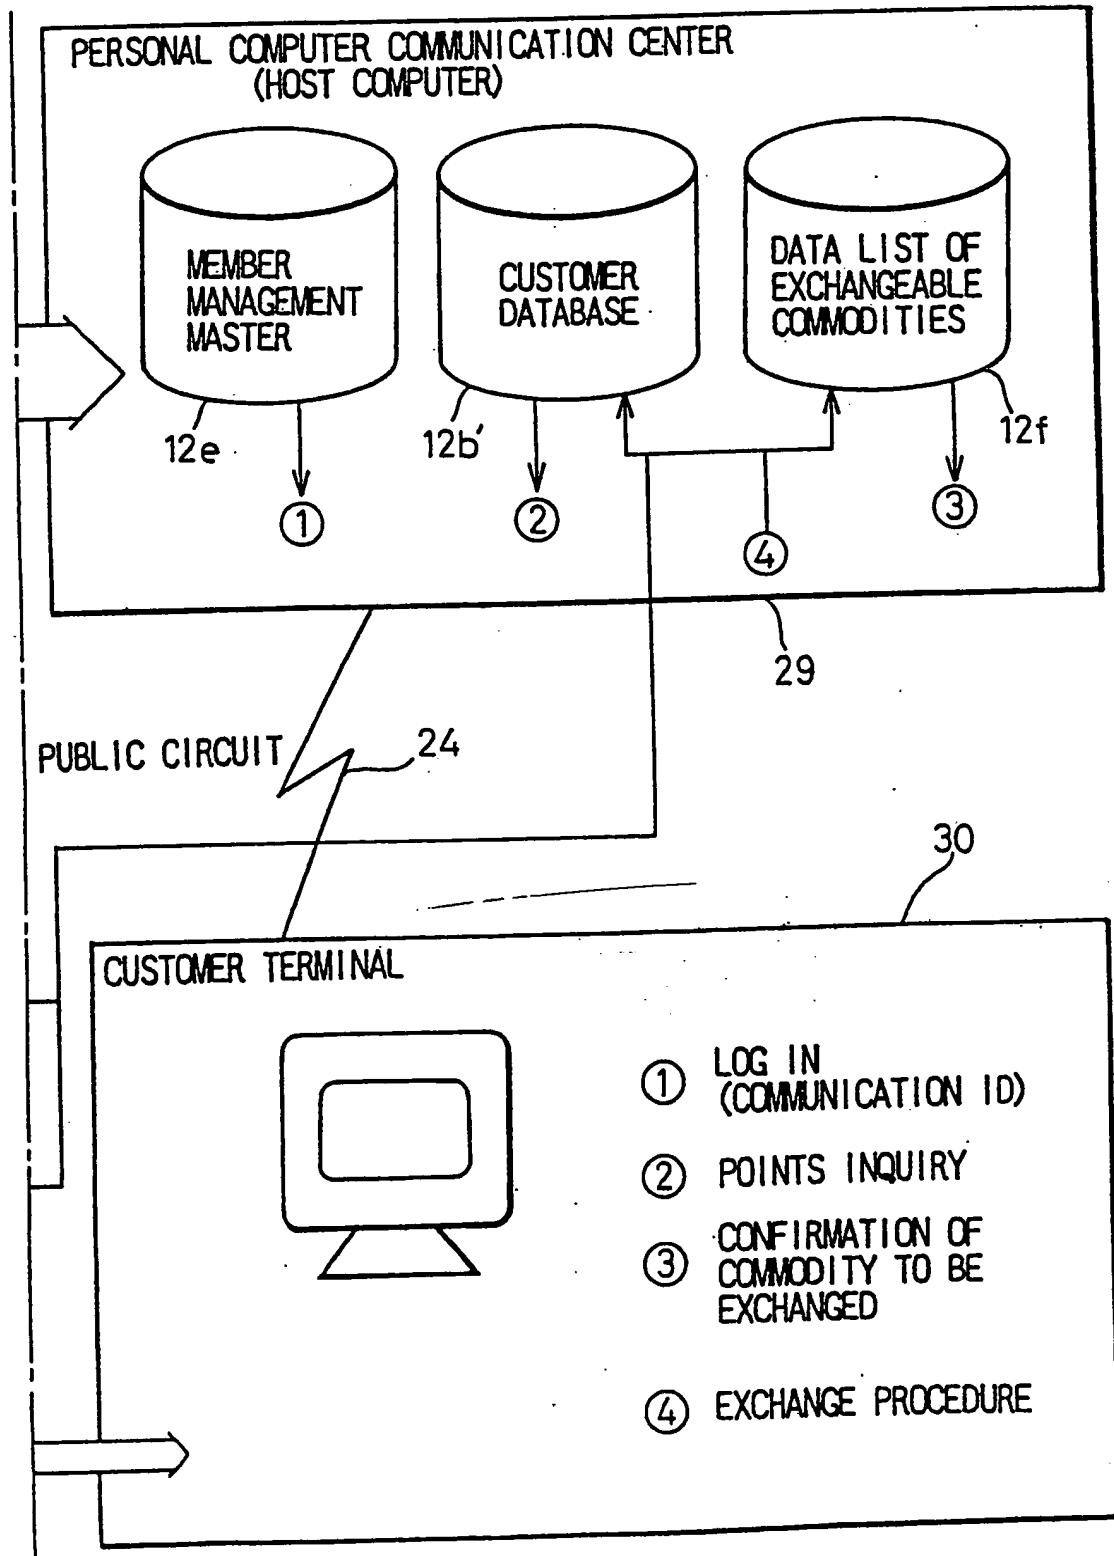 PERSONAL COMPUTER COMMUNICATION CENTER
(HOST COMPUTER)
MEMBER
MANAGEMENT
MASTER
CUSTOMER
DATABASE
DATA LIST OF
EXCHANGEABLE
COMMODITIES
12e
12b'
12f
①
②
③
④
29
PUBLIC CIRCUIT
24
30
CUSTOMER TERMINAL
① LOG IN
(COMMUNICATION ID)
② POINTS INQUIRY
③ CONFIRMATION OF
COMMODITY TO BE
EXCHANGED
④ EXCHANGE PROCEDURE